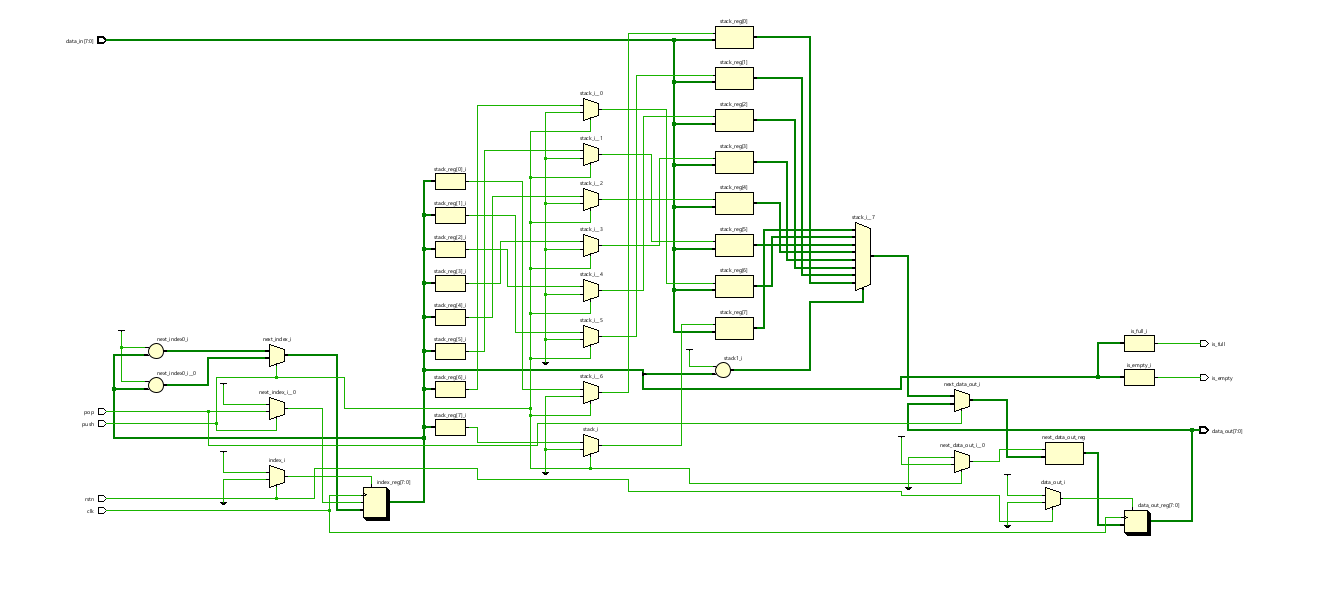 stack_reg[0]
data_in[7:0]
stack_reg[1]
stack_i__0
stack_reg[2]
stack_i__1
stack_reg[3]
stack_reg[0]_i
stack_i__2
stack_reg[4]
stack_reg[1]_i
stack_i__7
stack_i__3
stack_reg[5]
stack_reg[2]_i
stack_reg[3]_i
stack_i__4
stack_reg[6]
stack_reg[4]_i
stack_i__5
stack_reg[7]
next_index0_i
next_index_i
stack_reg[5]_i
is_full_i
is_full
stack1_i
next_index0_i__0
stack_reg[6]_i
stack_i__6
is_empty_i
is_empty
next_index_i__0
next_data_out_i
pop
push
stack_reg[7]_i
stack_i
data_out[7:0]
next_data_out_i__0
next_data_out_reg
index_i
index_reg[7:0]
data_out_i
rstn
clk
data_out_reg[7:0]